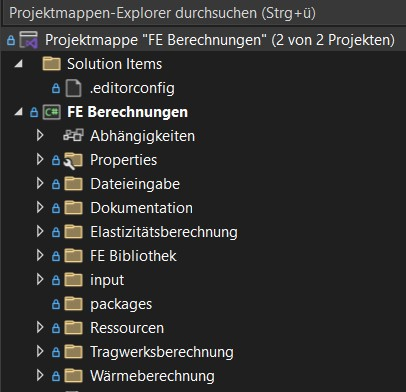 Projektmappen-Explorer durchsuchen (Strg+ü)
Projektmappe "FE Berechnungen" (2 von 2 Projekten)
Solution Items
.editorconfig
C# FE Berechnungen
Abhängigkeiten
Properties
Dateieingabe
Dokumentation
Elastizitätsberechnung
FE Bibliothek
input
packages
Ressourcen
Tragwerksberechnung
Wärmeberechnung